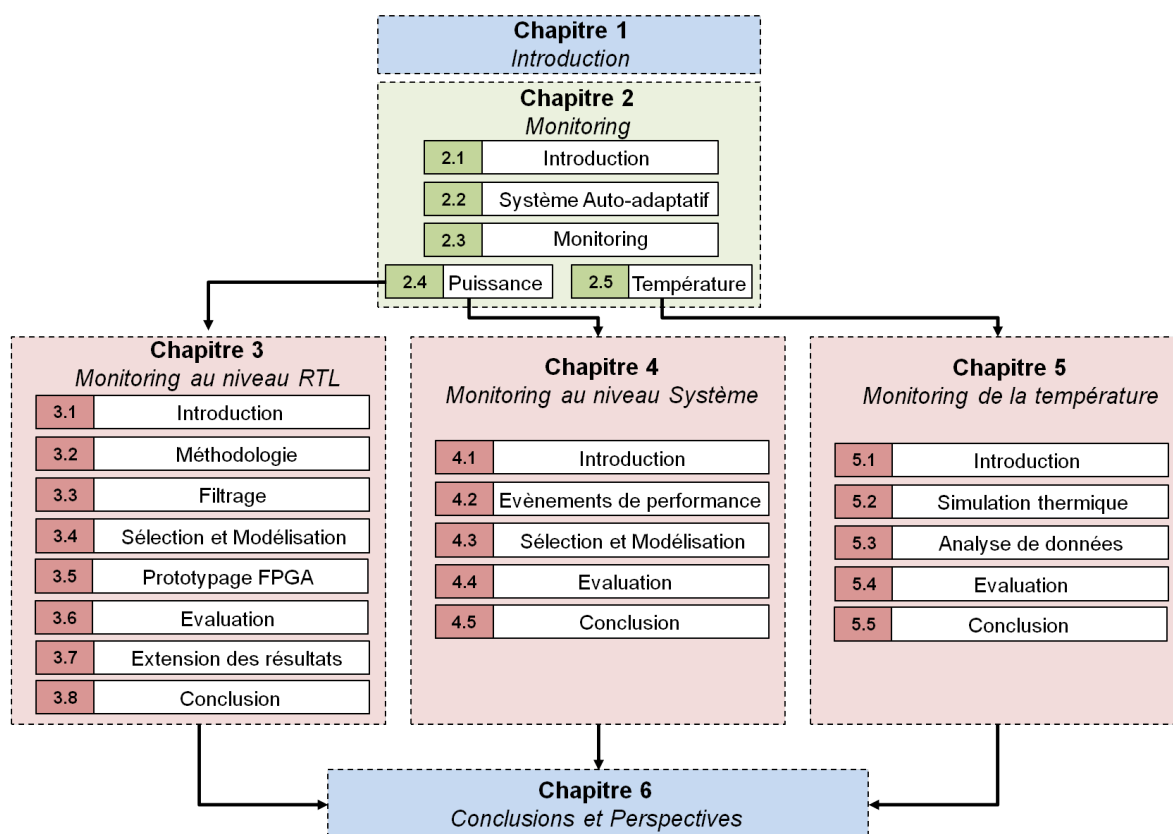 Chapitre 1
Introduction
Chapitre 2
Monitoring
2.1 Introduction
2.2 Système Auto-adaptatif
2.3 Monitoring
2.4 Puissance
2.5 Température
Chapitre 3
Monitoring au niveau RTL
3.1 Introduction
3.2 Méthodologie
3.3 Filtrage
3.4 Sélection et Modélisation
3.5 Prototypage FPGA
3.6 Evaluation
3.7 Extension des résultats
3.8 Conclusion
Chapitre 4
Monitoring au niveau Système
4.1 Introduction
4.2 Evènements de performance
4.3 Sélection et Modélisation
4.4 Evaluation
4.5 Conclusion
Chapitre 5
Monitoring de la température
5.1 Introduction
5.2 Simulation thermique
5.3 Analyse de données
5.4 Evaluation
5.5 Conclusion
Chapitre 6
Conclusions et Perspectives